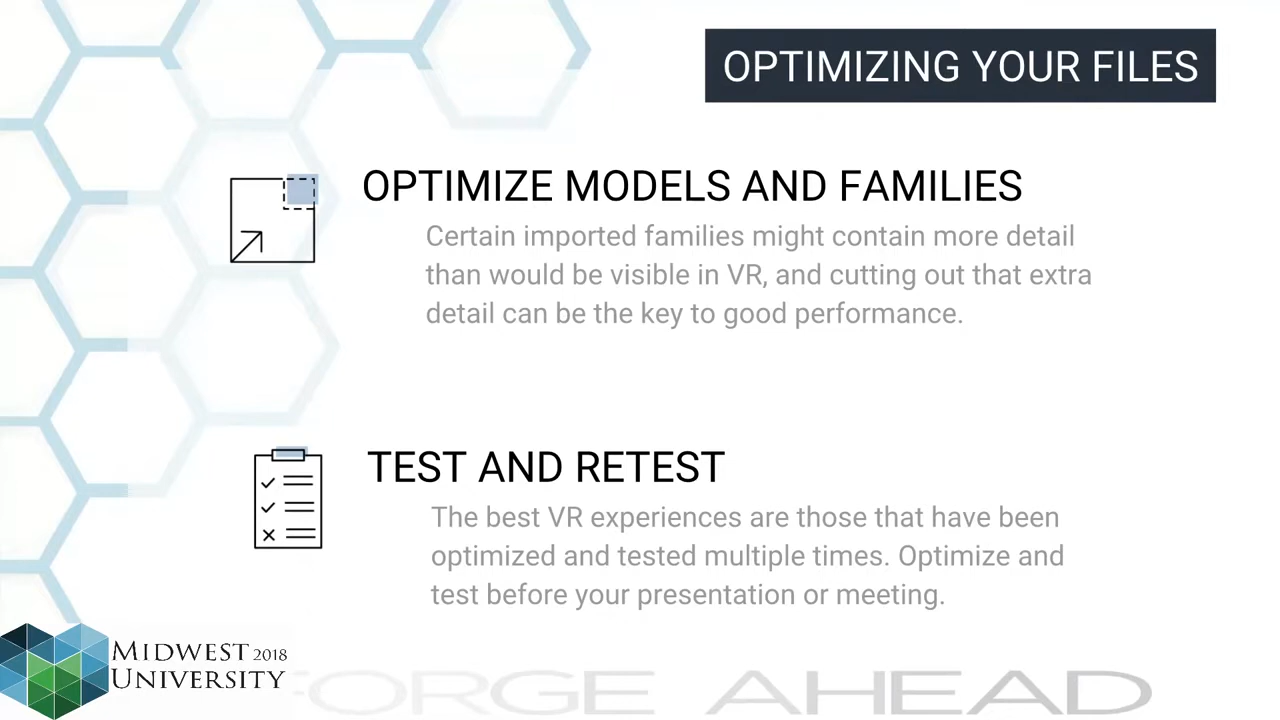 OPTIMIZING YOUR FILES
OPTIMIZE MODELS AND FAMILIES
Certain imported families might contain more detail
than would be visible in VR, and cutting out that extra
detail can be the key to good performance.
TEST AND RETEST
The best VR experiences are those that have been
optimized and tested multiple times. Optimize and
test before your presentation or meeting.
MIDWEST 2018
UNIVERSITY
FORGE AHEAD